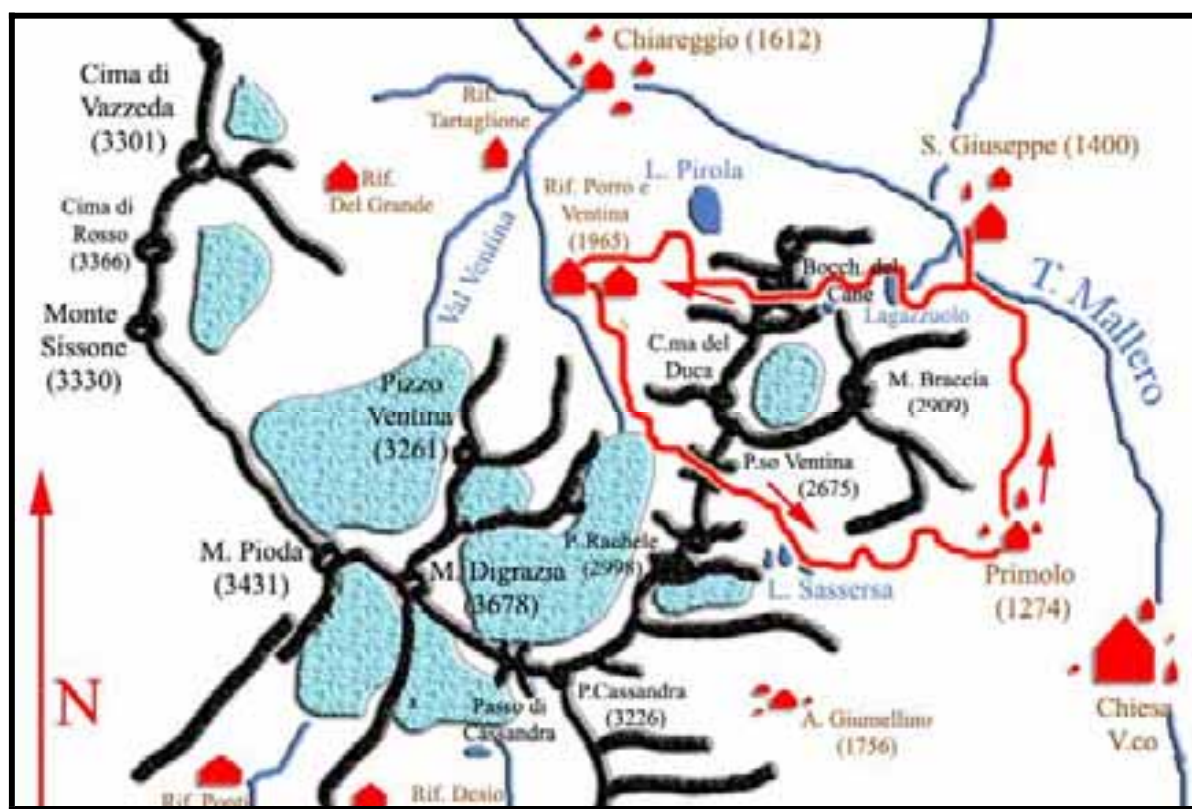 Chiareggio (1612)
Cima di
Vazzeda
(3301)
Rif.
Tartaglione
S. Giuseppe (1400)
L. Pirola
Rif. Porro e
Ventina
(1965)
Rif.
Del Grande
Cima di
Rosso
(3366)
Val Ventina
Bocch. del
Cane
Lagazzuolo
T. Mallero
Monte
Sissone
(3330)
C.ma del
Duca
Pizzo
Ventina
(3261)
M. Braccia
(2909)
P.so Ventina
(2675)
M. Pioda
(3431)
M. Digrazia
(3678)
P. Rachele
(2998)
L. Sassersa
Primolo
(1274)
N
Passo di
Cassandra
P.Cassandra
(3226)
A. Giumellino
(1756)
Chiesa
V.co
Rif. Ponti
Rif. Desio